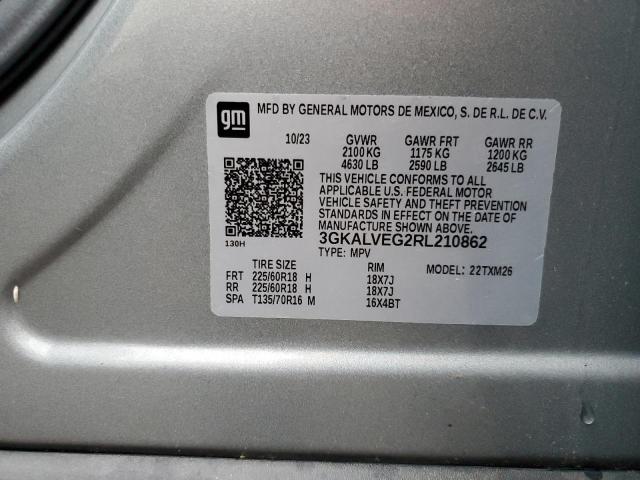 gm
MFD BY GENERAL MOTORS DE MEXICO, S. DE R.L. DE C.V.
10/23 GVWR GAWR FRT GAWR RR
2100 KG 1175 KG 1200 KG
4630 LB 2590 LB 2645 LB
THIS VEHICLE CONFORMS TO ALL
APPLICABLE U.S. FEDERAL MOTOR
VEHICLE SAFETY AND THEFT PREVENTION
STANDARDS IN EFFECT ON THE DATE OF
MANUFACTURE SHOWN ABOVE.
3GKALVEG2RL210862
130H
TYPE: MPV
TIRE SIZE RIM MODEL: 22TXM26
FRT 225/60R18 H 18X7J
RR 225/60R18 H 18X7J
SPA T135/70R16 M 16X4BT